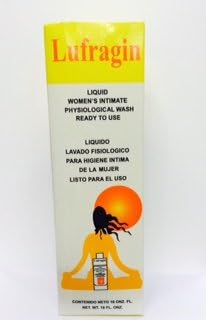 Lufragin
LIQUID
WOMEN'S INTIMATE
PHYSIOLOGICAL WASH
READY TO USE
LIQUIDO
LAVADO FISIOLOGICO
PARA HIGIENE INTIMA
DE LA MUJER
LISTO PARA EL USO
CONTENIDO NETO 16 ONZ. FL.
NET. WT. 16 FL. ONZ.